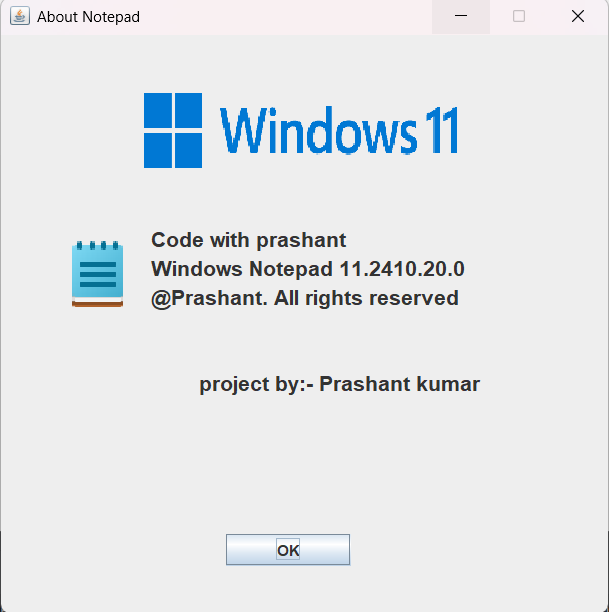 About Notepad
Windows 11
Code with prashant
Windows Notepad 11.2410.20.0
@Prashant. All rights reserved
project by:- Prashant kumar
OK